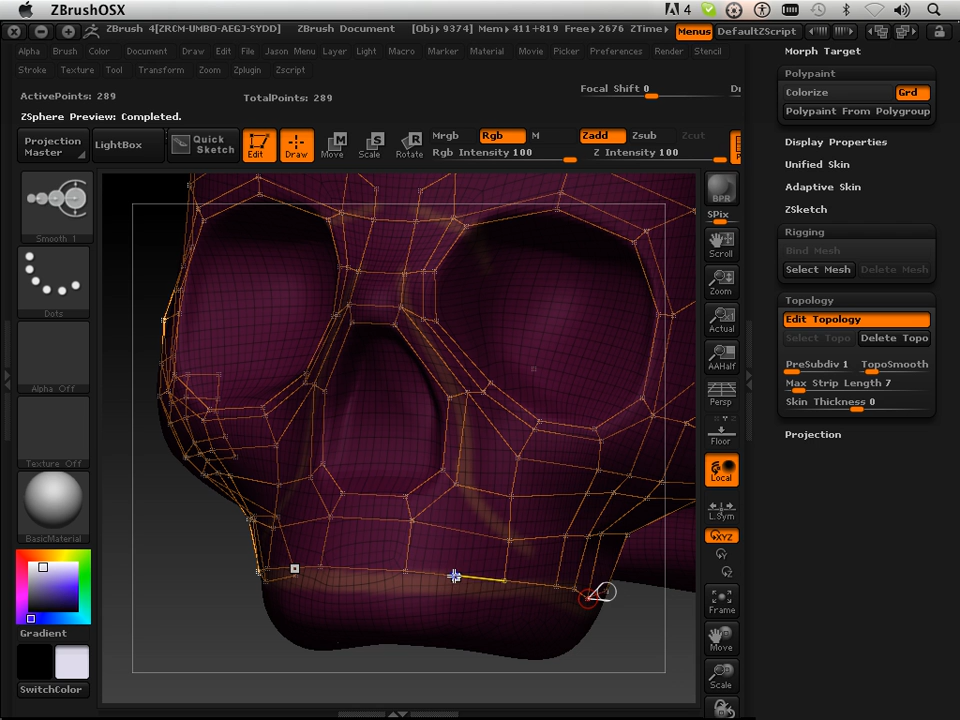 ZBrushOSX
4
ZBrush 4[ZRCM-UMBO-AEGJ-SYDD] [Obj▸9374] Mem▸411+819 Free▸2676 ZTime▸ Menus DefaultZScript
Alpha Brush Color Document Draw Edit File Jason Menu Layer Light Macro Marker Material Movie Picker Preferences Render Stencil
Stroke Texture Tool Transform Zoom Zplugin Zscript
ActivePoints: 289 TotalPoints: 289
Focal Shift 0
ZSphere Preview: Completed.
Projection Master
LightBox
Quick Sketch
Edit Draw Move Scale Rotate
Mrgb Rgb M Zadd Zsub Zcut
Rgb Intensity 100 Z Intensity 100
Smooth 1
Dots
Alpha Off
Texture Off
BasicMaterial
Gradient
SwitchColor
BPR
SPix
Scroll
Zoom
Actual
AAHalf
Persp
Floor
Local
L.Sym
XYZ
Y
Z
Frame
Move
Scale
Morph Target
Polypaint
Colorize Grd
Polypaint From Polygroup
Display Properties
Unified Skin
Adaptive Skin
ZSketch
Rigging
Bind Mesh
Select Mesh Delete Mesh
Topology
Edit Topology
Select Topo Delete Topo
PreSubdiv 1 TopoSmooth
Max Strip Length 7
Skin Thickness 0
Projection